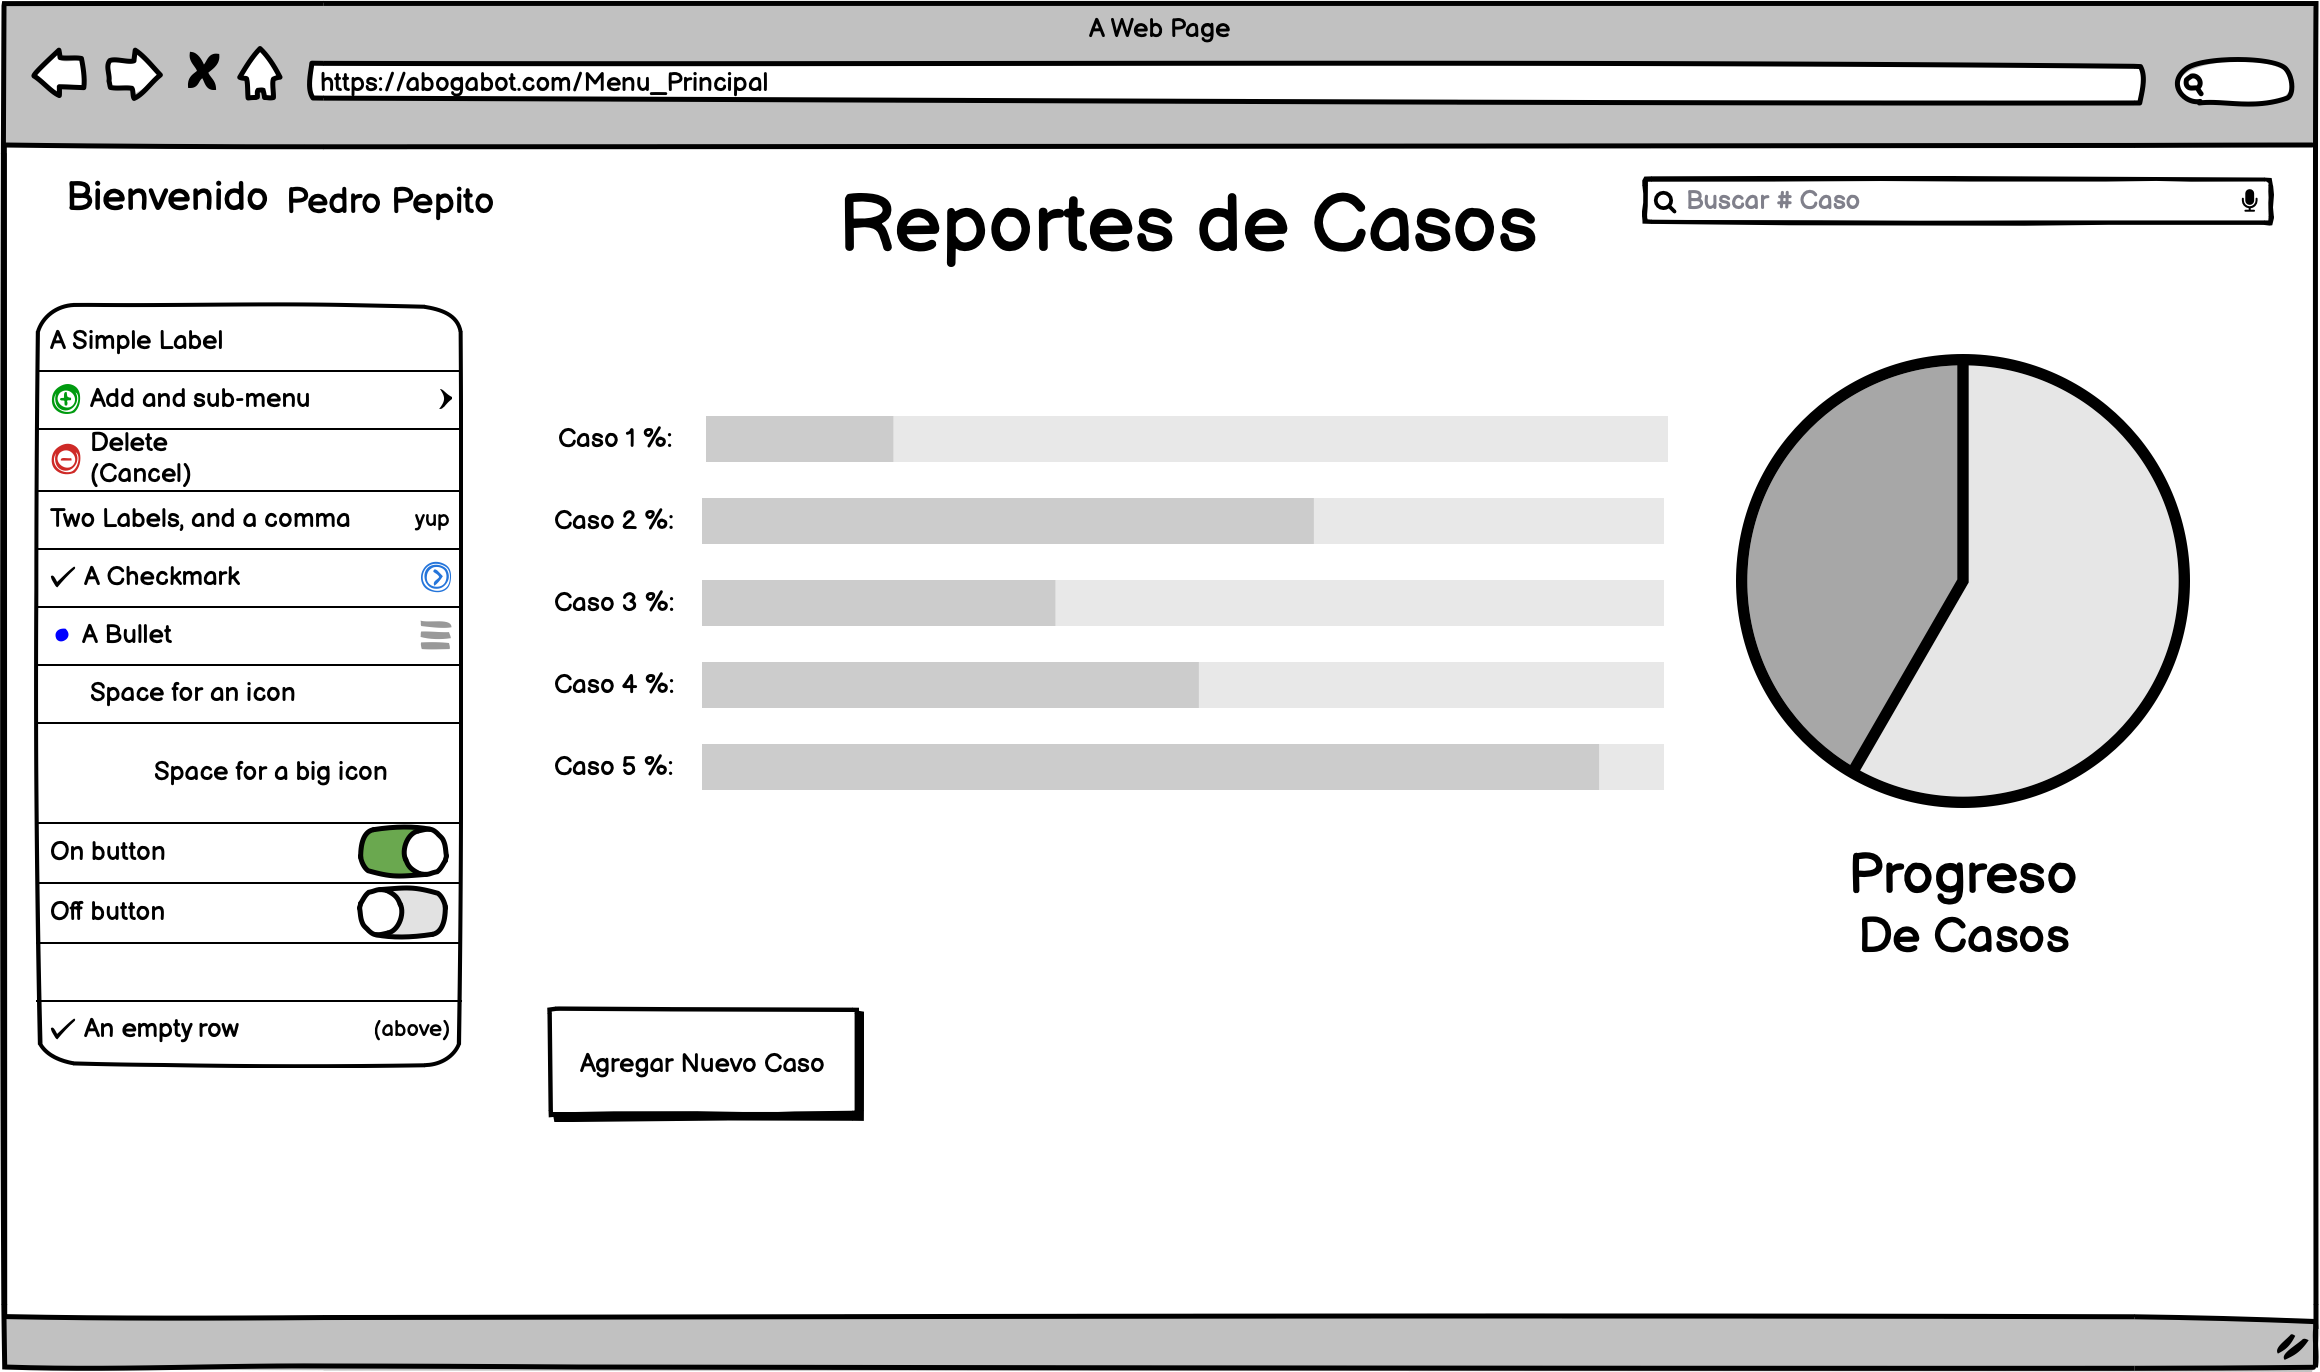 A Web Page
https://abogabot.com/Menu_Principal
Bienvenido Pedro Pepito
Reportes de Casos
Buscar # Caso
A Simple Label
Add and sub-menu
Delete
(Cancel)
Two Labels, and a comma yup
A Checkmark
A Bullet
Space for an icon
Space for a big icon
On button
Off button
An empty row (above)
Caso 1 %:
Caso 2 %:
Caso 3 %:
Caso 4 %:
Caso 5 %:
Progreso
De Casos
Agregar Nuevo Caso